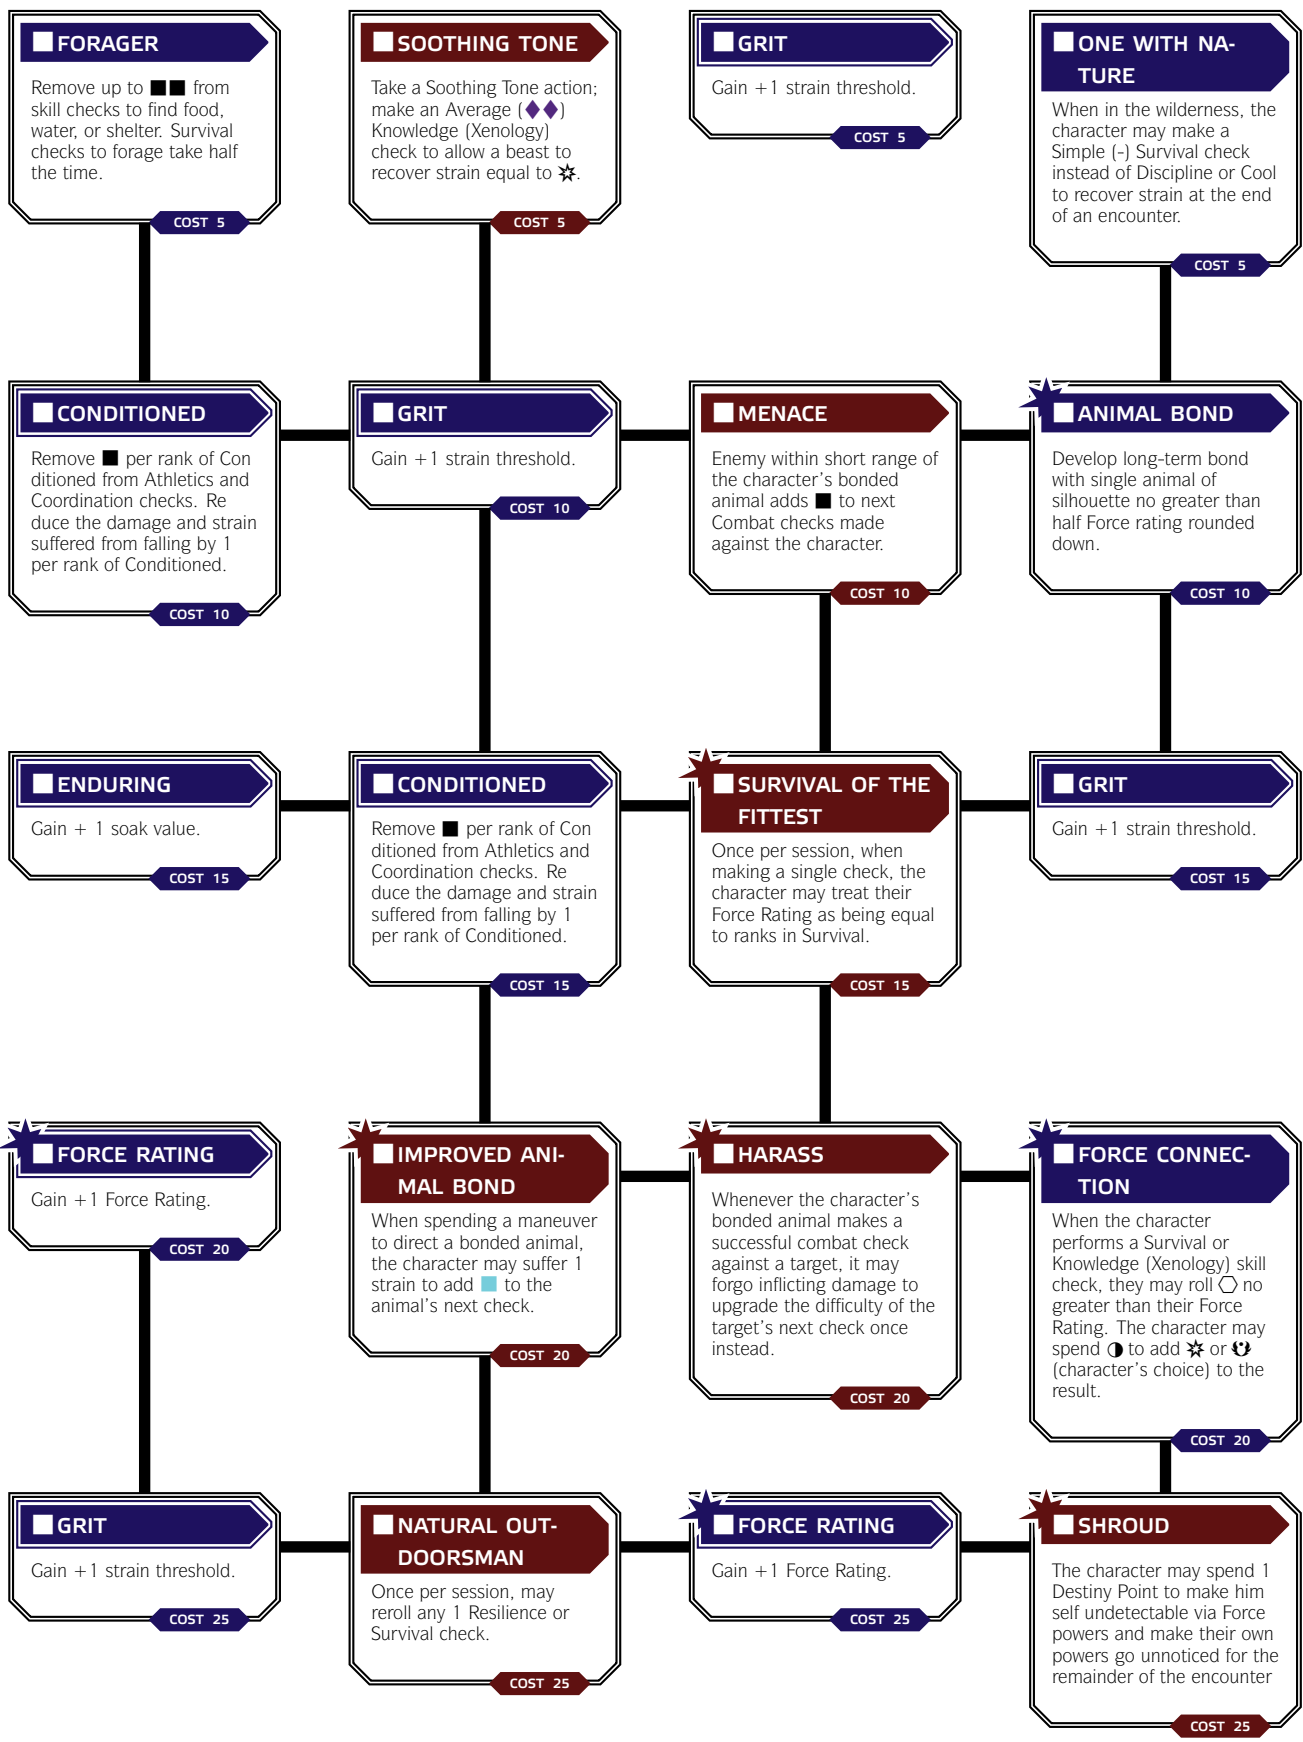 FORAGER
Remove up to ■■ from
skill checks to find food,
water, or shelter. Survival
checks to forage take half
the time.
COST 5
SOOTHING TONE
Take a Soothing Tone action;
make an Average (♦♦)
Knowledge (Xenology)
check to allow a beast to
recover strain equal to .
COST 5
GRIT
Gain +1 strain threshold.
COST 5
ONE WITH NA-
TURE
When in the wilderness, the
character may make a
Simple (-) Survival check
instead of Discipline or Cool
to recover strain at the end
of an encounter.
COST 5
CONDITIONED
Remove ■ per rank of Con
ditioned from Athletics and
Coordination checks. Re
duce the damage and strain
suffered from falling by 1
per rank of Conditioned.
COST 10
GRIT
Gain +1 strain threshold.
COST 10
MENACE
Enemy within short range of
the character's bonded
animal adds ■ to next
Combat checks made
against the character.
COST 10
ANIMAL BOND
Develop long-term bond
with single animal of
silhouette no greater than
half Force rating rounded
down.
COST 10
ENDURING
Gain + 1 soak value.
COST 15
CONDITIONED
Remove ■ per rank of Con
ditioned from Athletics and
Coordination checks. Re
duce the damage and strain
suffered from falling by 1
per rank of Conditioned.
COST 15
SURVIVAL OF THE
FITTEST
Once per session, when
making a single check, the
character may treat their
Force Rating as being equal
to ranks in Survival.
COST 15
GRIT
Gain +1 strain threshold.
COST 15
FORCE RATING
Gain +1 Force Rating.
COST 20
IMPROVED ANI-
MAL BOND
When spending a maneuver
to direct a bonded animal,
the character may suffer 1
strain to add ■ to the
animal's next check.
COST 20
HARASS
Whenever the character's
bonded animal makes a
successful combat check
against a target, it may
forgo inflicting damage to
upgrade the difficulty of the
target's next check once
instead.
COST 20
FORCE CONNEC-
TION
When the character
performs a Survival or
Knowledge (Xenology) skill
check, they may roll ⬡ no
greater than their Force
Rating. The character may
spend ◑ to add or
(character's choice) to the
result.
COST 20
GRIT
Gain +1 strain threshold.
COST 25
NATURAL OUT-
DOORSMAN
Once per session, may
reroll any 1 Resilience or
Survival check.
COST 25
FORCE RATING
Gain +1 Force Rating.
COST 25
SHROUD
The character may spend 1
Destiny Point to make him
self undetectable via Force
powers and make their own
powers go unnoticed for the
remainder of the encounter
COST 25